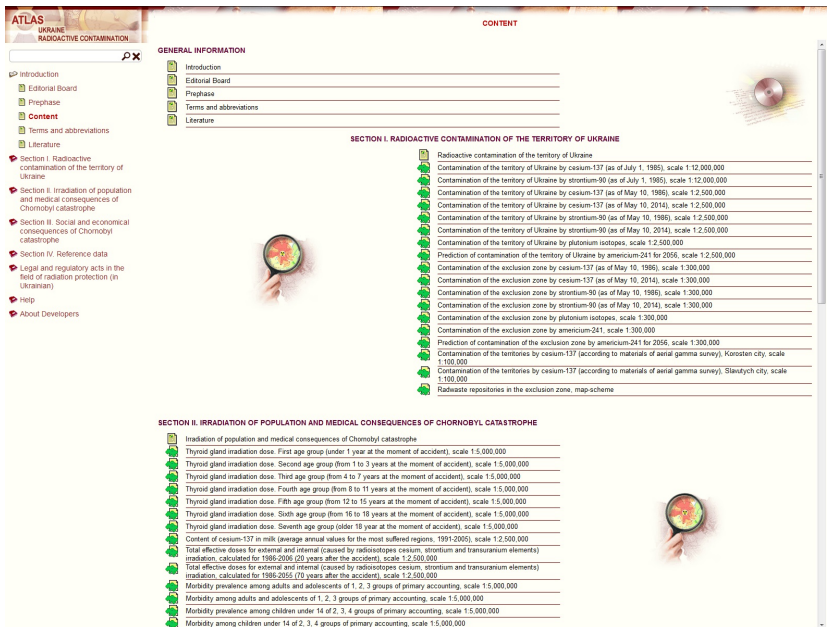 ATLAS
UKRAINE
RADIOACTIVE CONTAMINATION
Introduction
Editorial Board
Prephase
Content
Terms and abbreviations
Literature
Section I. Radioactive
contamination of the territory of
Ukraine
Section II. Irradiation of population
and medical consequences of
Chornobyl catastrophe
Section III. Social and economical
consequences of Chornobyl
catastrophe
Section IV. Reference data
Legal and regulatory acts in the
field of radiation protection (in
Ukrainian)
Help
About Developers
CONTENT
GENERAL INFORMATION
Introduction
Editorial Board
Prephase
Terms and abbreviations
Literature
SECTION I. RADIOACTIVE CONTAMINATION OF THE TERRITORY OF UKRAINE
Radioactive contamination of the territory of Ukraine
Contamination of the territory of Ukraine by cesium-137 (as of July 1, 1985), scale 1:12,000,000
Contamination of the territory of Ukraine by strontium-90 (as of July 1, 1985), scale 1:12,000,000
Contamination of the territory of Ukraine by cesium-137 (as of May 10, 1986), scale 1:2,500,000
Contamination of the territory of Ukraine by cesium-137 (as of May 10, 2014), scale 1:2,500,000
Contamination of the territory of Ukraine by strontium-90 (as of May 10, 1986), scale 1:2,500,000
Contamination of the territory of Ukraine by strontium-90 (as of May 10, 2014), scale 1:2,500,000
Contamination of the territory of Ukraine by plutonium isotopes, scale 1:2,500,000
Prediction of contamination of the territory of Ukraine by americium-241 for 2056, scale 1:2,500,000
Contamination of the exclusion zone by cesium-137 (as of May 10, 1986), scale 1:300,000
Contamination of the exclusion zone by cesium-137 (as of May 10, 2014), scale 1:300,000
Contamination of the exclusion zone by strontium-90 (as of May 10, 1986), scale 1:300,000
Contamination of the exclusion zone by strontium-90 (as of May 10, 2014), scale 1:300,000
Contamination of the exclusion zone by plutonium isotopes, scale 1:300,000
Contamination of the exclusion zone by americium-241, scale 1:300,000
Prediction of contamination of the exclusion zone by americium-241 for 2056, scale 1:300,000
Contamination of the territories by cesium-137 (according to materials of aerial gamma survey), Korosten city, scale
1:100,000
Contamination of the territories by cesium-137 (according to materials of aerial gamma survey), Slavutych city, scale
1:100,000
Radwaste repositories in the exclusion zone, map-scheme
SECTION II. IRRADIATION OF POPULATION AND MEDICAL CONSEQUENCES OF CHORNOBYL CATASTROPHE
Irradiation of population and medical consequences of Chornobyl catastrophe
Thyroid gland irradiation dose. First age group (under 1 year at the moment of accident), scale 1:5,000,000
Thyroid gland irradiation dose. Second age group (from 1 to 3 years at the moment of accident), scale 1:5,000,000
Thyroid gland irradiation dose. Third age group (from 4 to 7 years at the moment of accident), scale 1:5,000,000
Thyroid gland irradiation dose. Fourth age group (from 8 to 11 years at the moment of accident), scale 1:5,000,000
Thyroid gland irradiation dose. Fifth age group (from 12 to 15 years at the moment of accident), scale 1:5,000,000
Thyroid gland irradiation dose. Sixth age group (from 16 to 18 years at the moment of accident), scale 1:5,000,000
Thyroid gland irradiation dose. Seventh age group (older 18 year at the moment of accident), scale 1:5,000,000
Content of cesium-137 in milk (average annual values for the most suffered regions, 1991-2005), scale 1:2,500,000
Total effective doses for external and internal (caused by radioisotopes cesium, strontium and transuranium elements)
irradiation, calculated for 1986-2006 (20 years after the accident), scale 1:2,500,000
Total effective doses for external and internal (caused by radioisotopes cesium, strontium and transuranium elements)
irradiation, calculated for 1986-2055 (70 years after the accident), scale 1:2,500,000
Morbidity prevalence among adults and adolescents of 1, 2, 3 groups of primary accounting, scale 1:5,000,000
Morbidity among adults and adolescents of 1, 2, 3 groups of primary accounting, scale 1:5,000,000
Morbidity prevalence among children under 14 of 2, 3, 4 groups of primary accounting, scale 1:5,000,000
Morbidity among children under 14 of 2, 3, 4 groups of primary accounting, scale 1:5,000,000